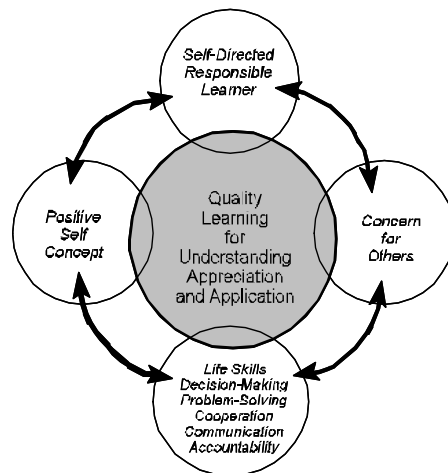 Self-Directed
Responsible
Learner
Positive
Self
Concept
Quality
Learning
for
Understanding
Appreciation
and Application
Concern
for
Others
Life Skills
Decision-Making
Problem-Solving
Cooperation
Communication
Accountability